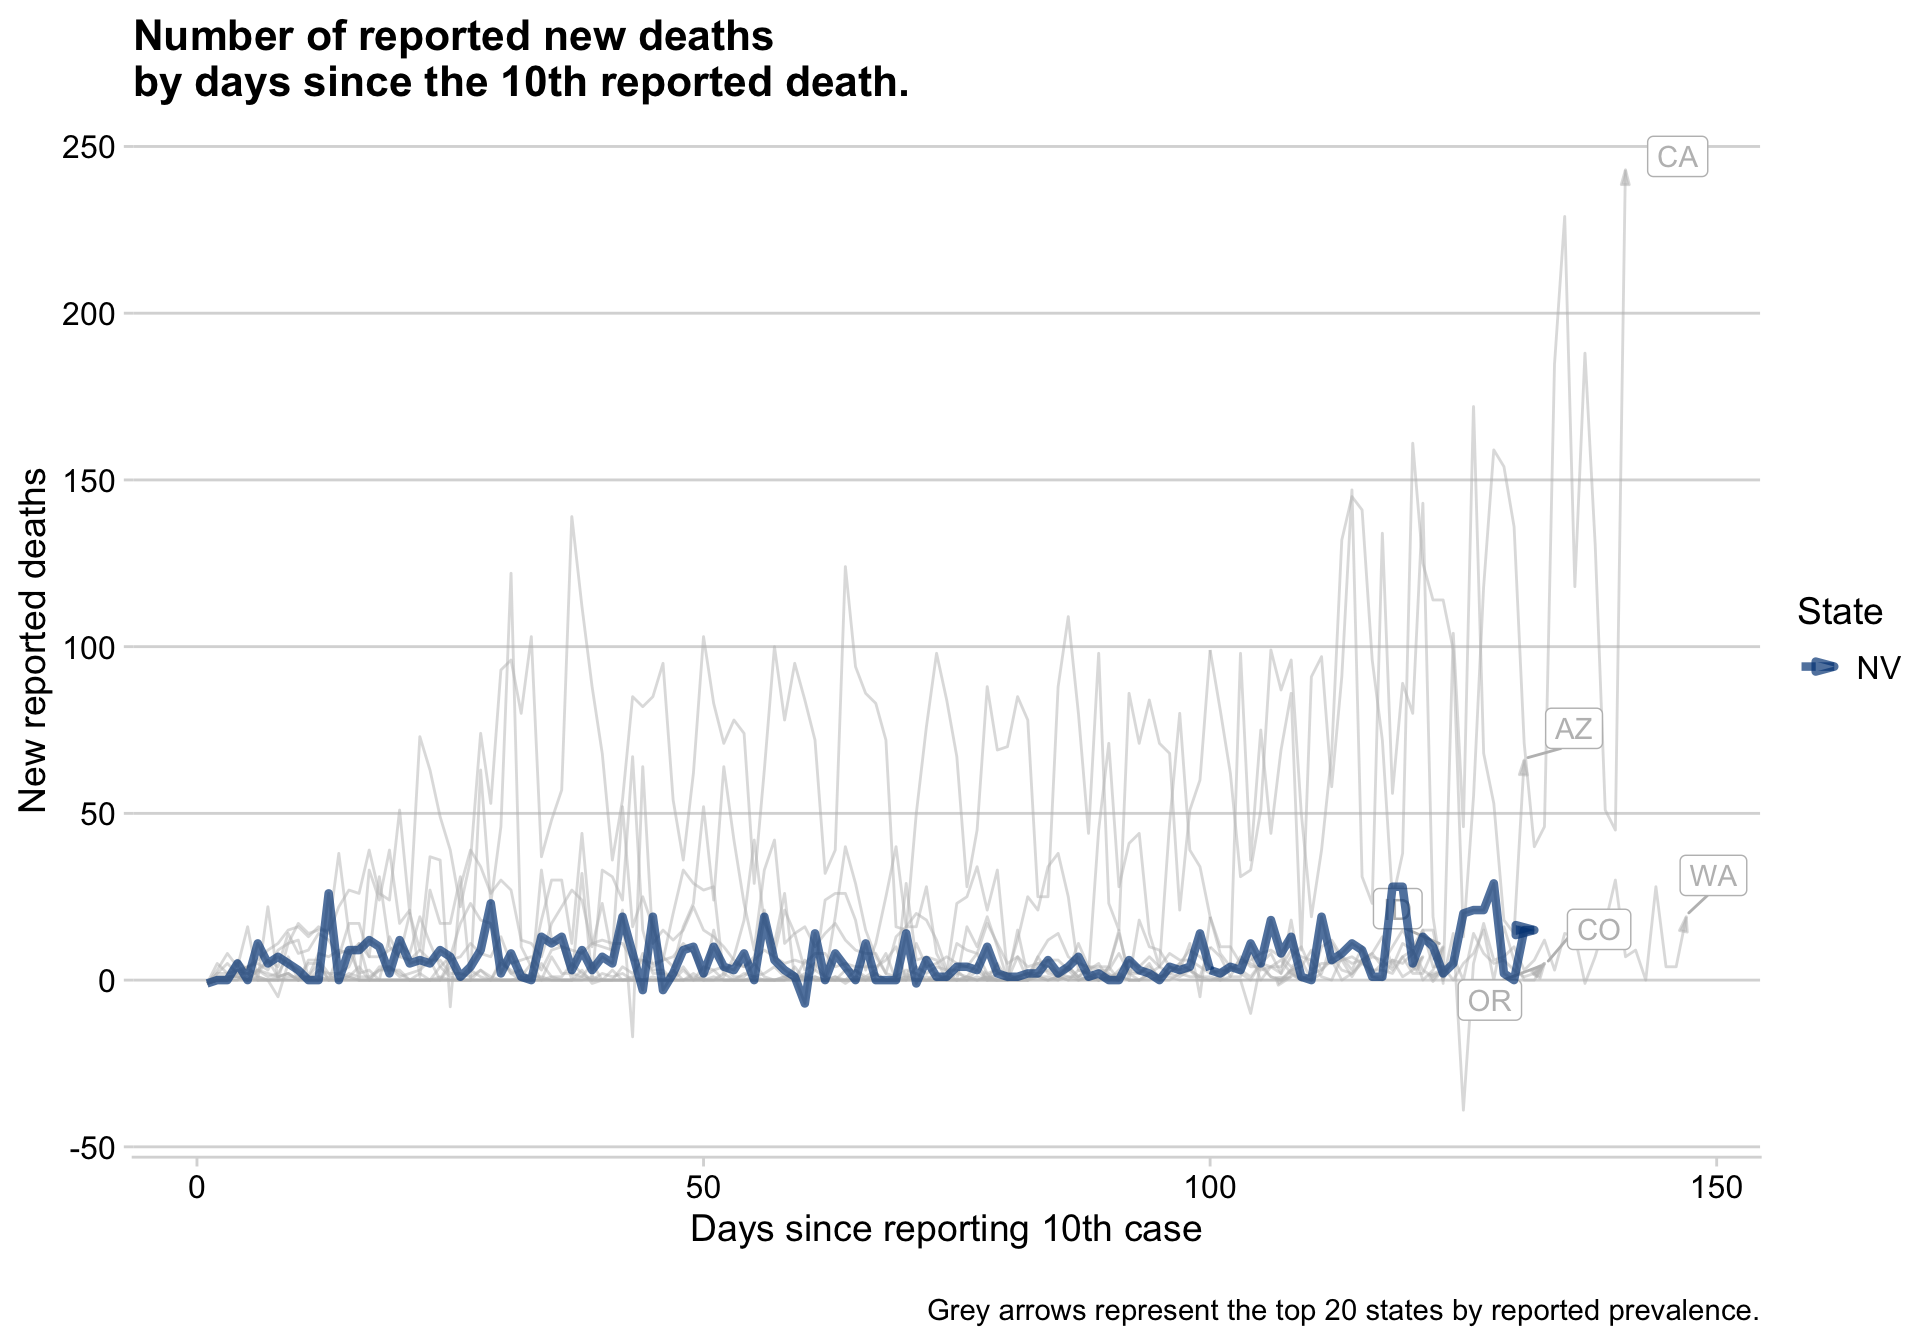 Number of reported new deaths
by days since the 10th reported death.
New reported deaths
250
200
150
100
50
0
-50
CA
AZ
WA
CO
OR
0
50
100
150
Days since reporting 10th case
State
NV
Grey arrows represent the top 20 states by reported prevalence.